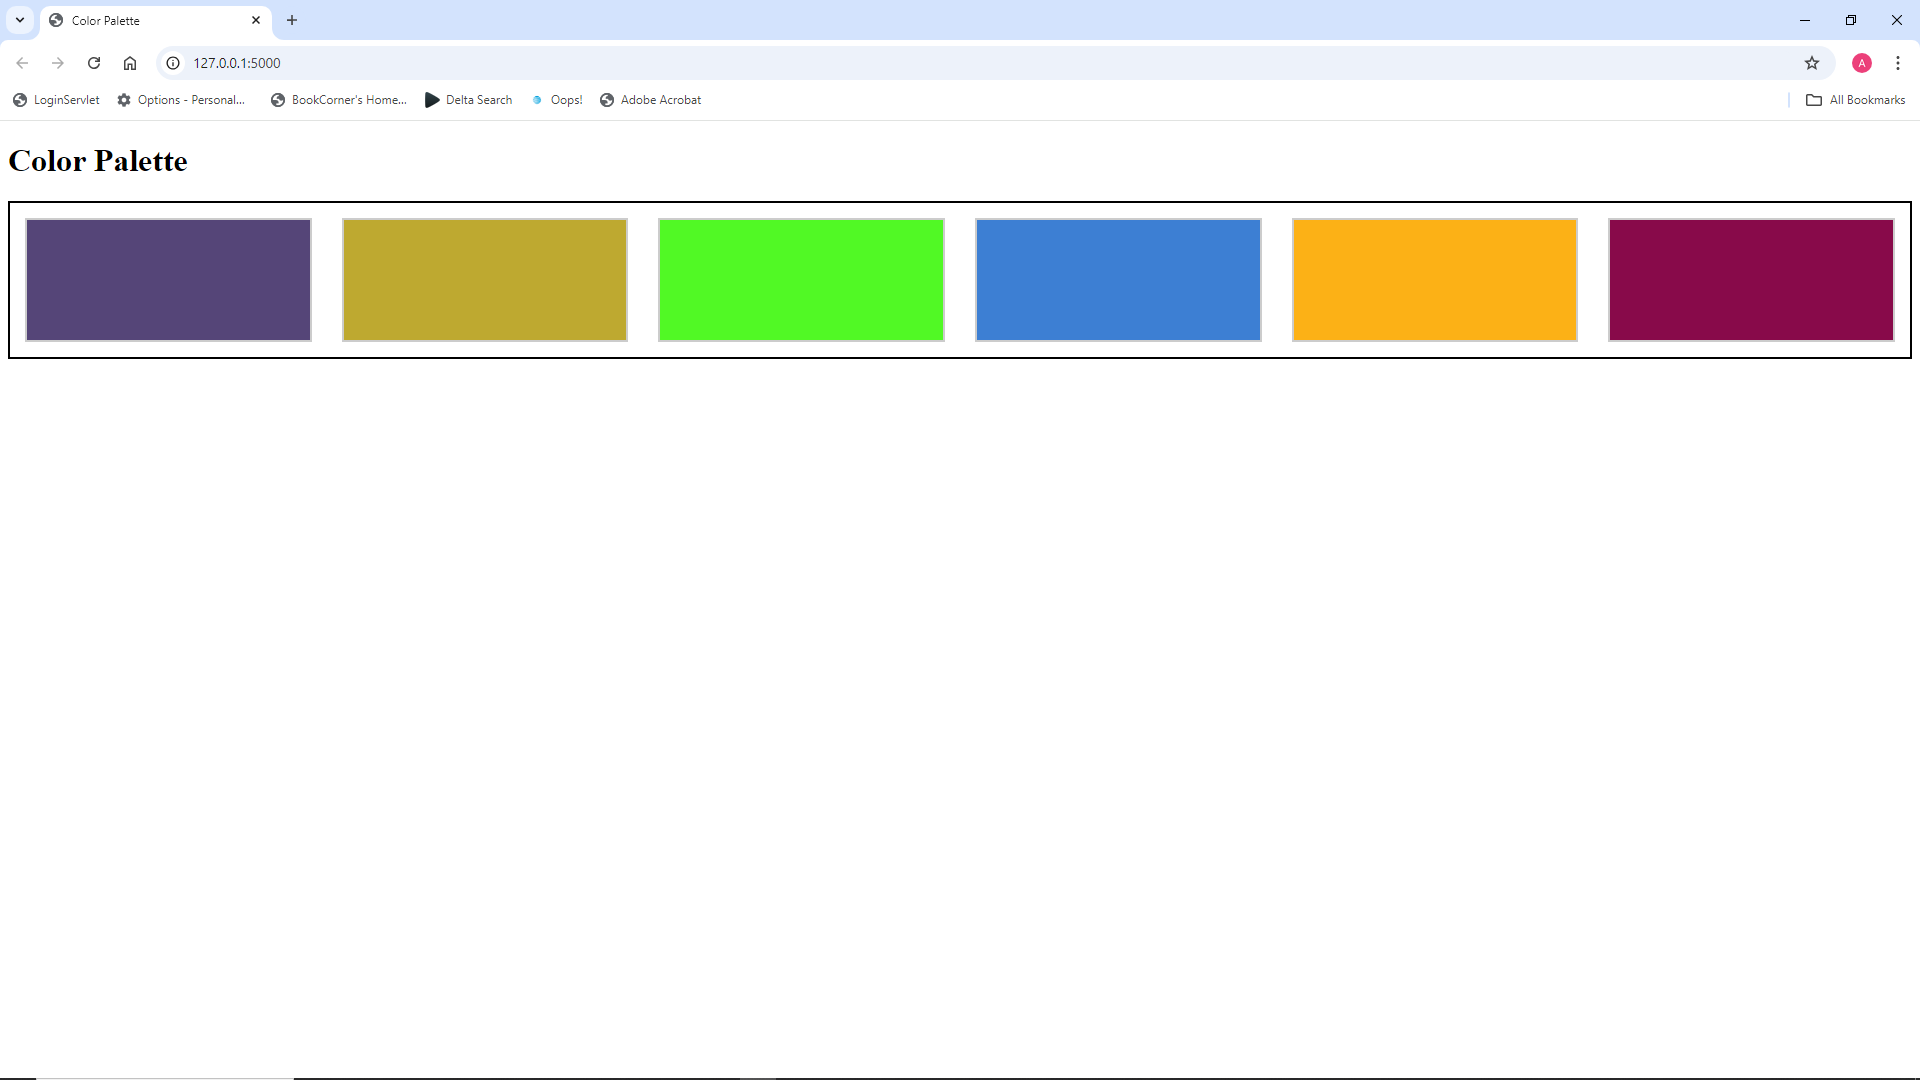 Color Palette
127.0.0.1:5000
A
LoginServlet
Options - Personal...
BookCorner's Home...
Delta Search
Oops!
Adobe Acrobat
All Bookmarks
Color Palette